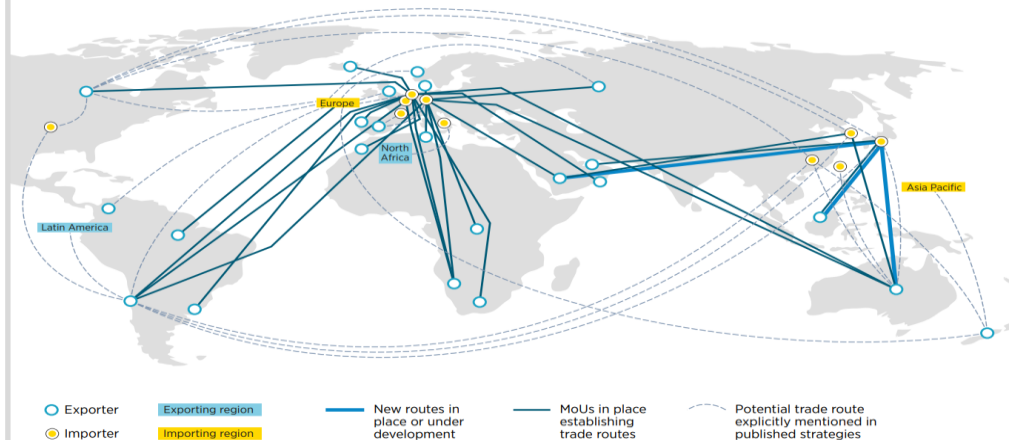 Europe
North
Africa
Asia Pacific
Latin America
Exporter
Exporting region
New routes in
place or under
development
MoUs in place
establishing
trade routes
Potential trade route
explicitly mentioned in
published strategies
Importer
Importing region